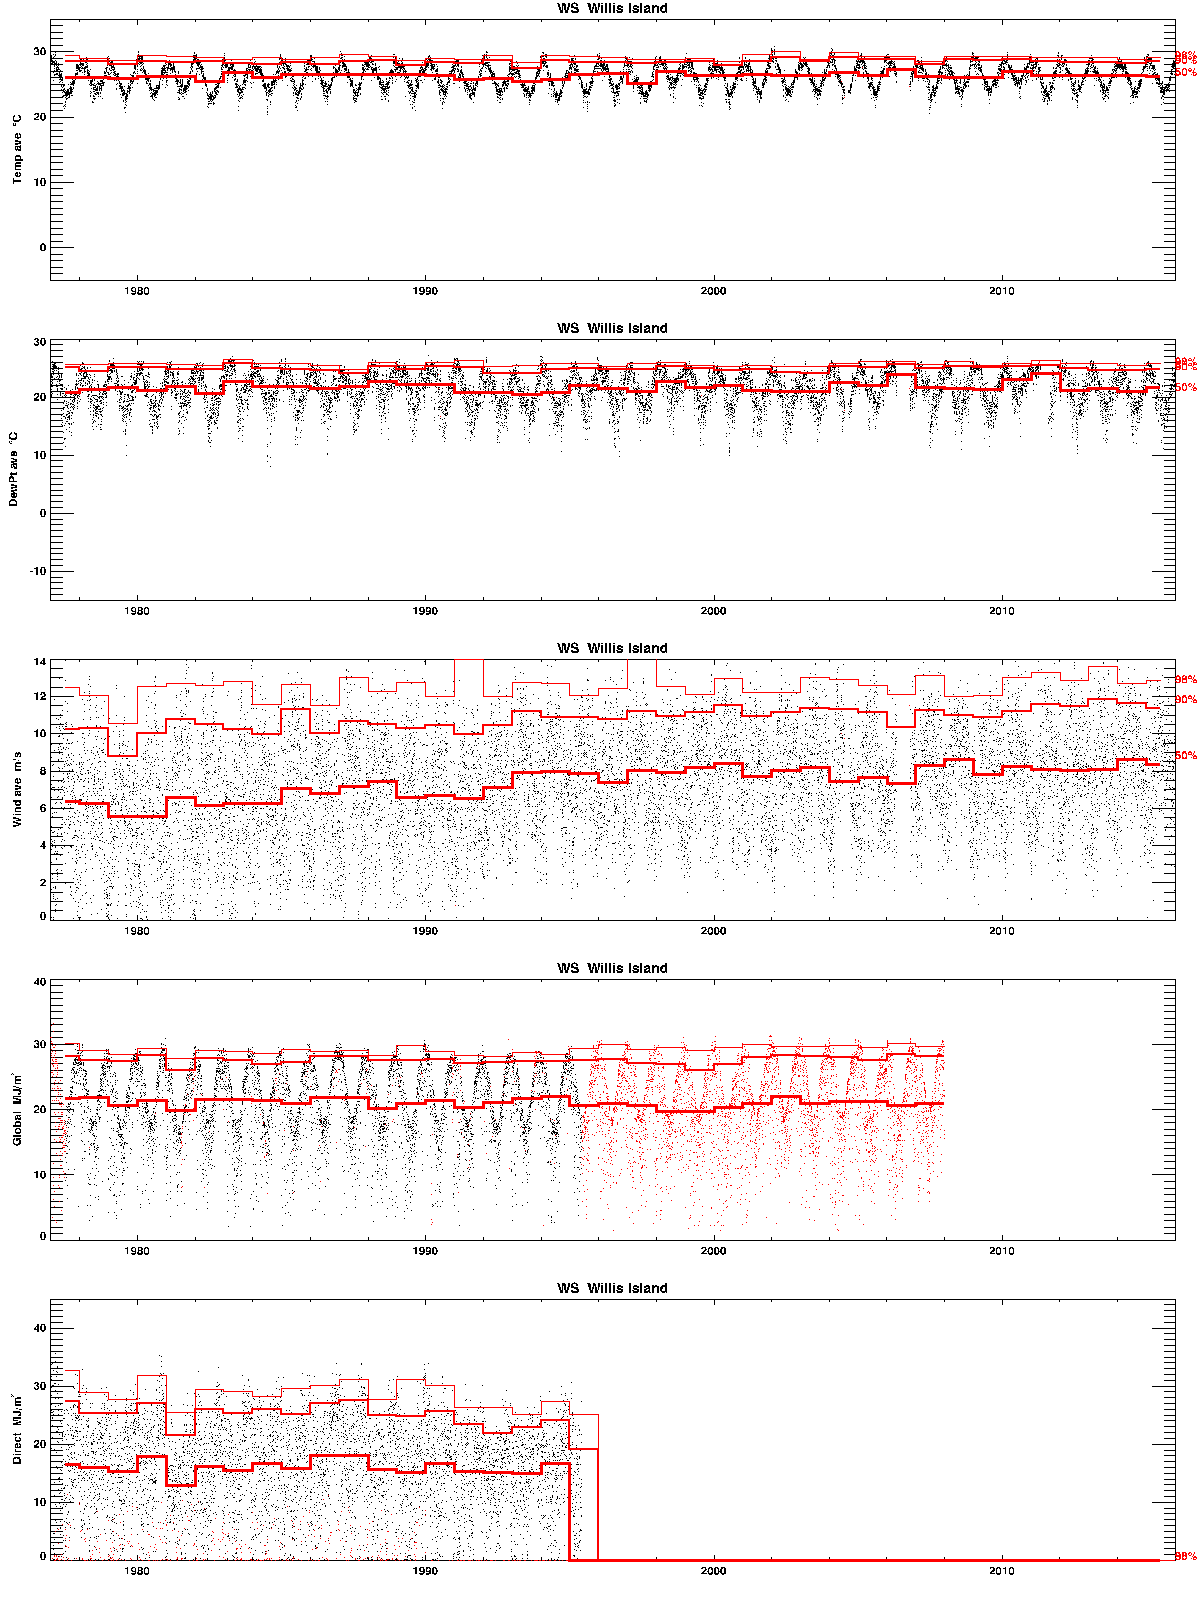 WS Willis Island
Temp ave °C
30
20
10
0
98%
90%
50%
1980 1990 2000 2010
WS Willis Island
DewPt ave °C
30
20
10
0
-10
98%
90%
50%
1980 1990 2000 2010
WS Willis Island
Wind ave m/s
14
12
10
8
6
4
2
0
98%
90%
50%
1980 1990 2000 2010
WS Willis Island
Global MJ/m²
40
30
20
10
0
1980 1990 2000 2010
WS Willis Island
Direct MJ/m²
40
30
20
10
0
1980 1990 2000 2010